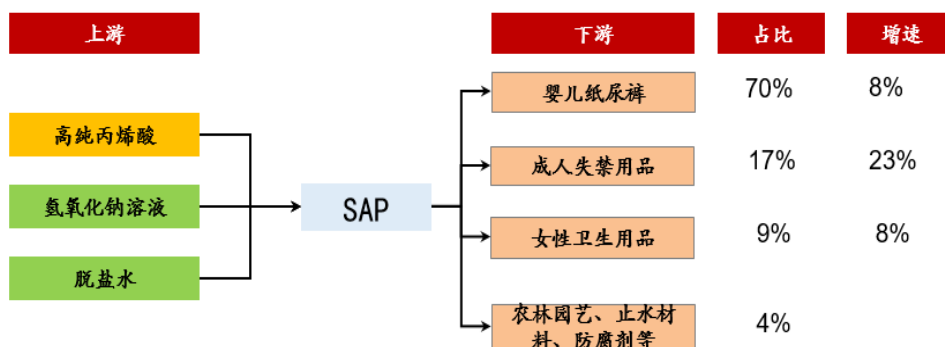 上游
下游
占比
增速
婴儿纸尿裤
70%
8%
高纯丙烯酸
成人失禁用品
17%
23%
氢氧化钠溶液
SAP
女性卫生用品
9%
8%
脱盐水
农林园艺、止水材
料、防腐剂等
4%